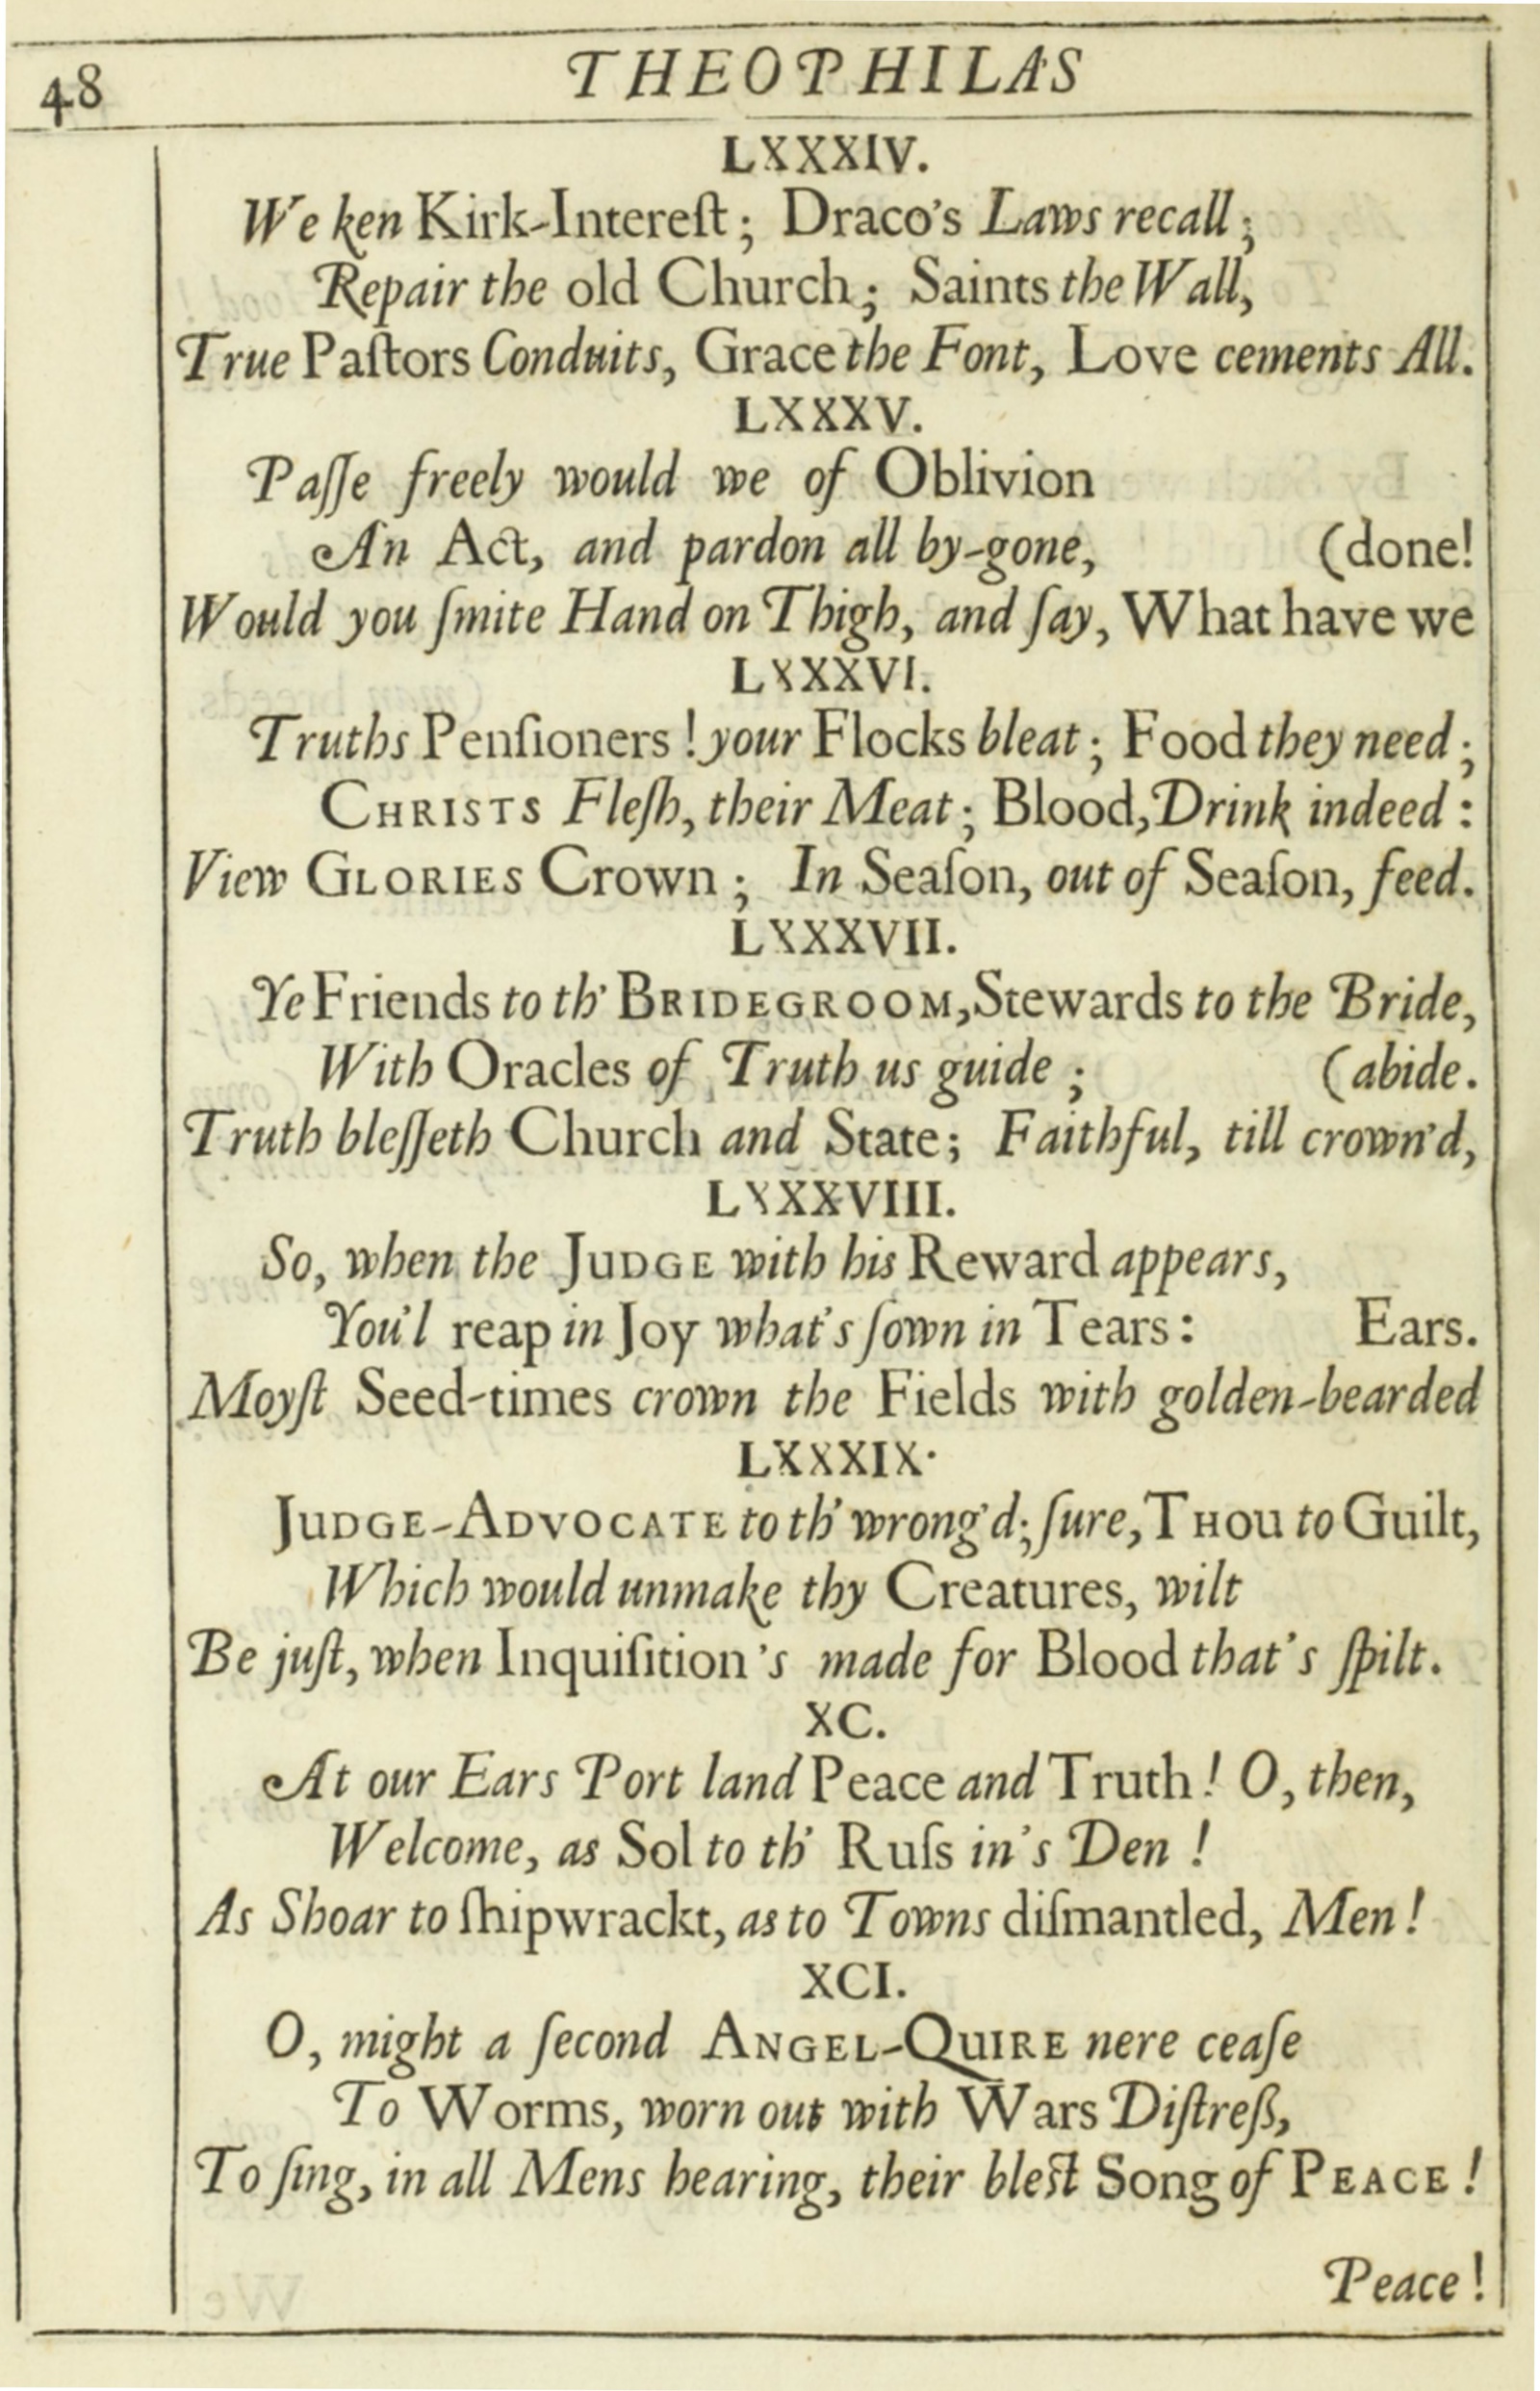 48
THEOPHILA'S
LXXXIV.
We ken Kirk-Intereſt; Draco's Laws recall;
Repair the old Church; Saints the Wall,
True Paſtors Conduits, Grace the Font, Love cements All.
LXXXV.
Paſſe freely would we of Oblivion
An Act, and pardon all by-gone, (done!
Would you ſmite Hand on Thigh, and ſay, What have we
LXXXVI.
Truths Penſioners! your Flocks bleat; Food they need;
CHRISTS Fleſh, their Meat; Blood, Drink indeed:
View GLORIES Crown; In Seaſon, out of Seaſon, feed.
LXXXVII.
Ye Friends to th' BRIDEGROOM, Stewards to the Bride,
With Oracles of Truth us guide; (abide.
Truth bleſſeth Church and State; Faithful, till crown'd,
LXXXVIII.
So, when the JUDGE with his Reward appears,
You'l reap in Joy what's ſown in Tears: Ears.
Moyſt Seed-times crown the Fields with golden-bearded
LXXXIX.
JUDGE-ADVOCATE to th' wrong'd; ſure, THOU to Guilt,
Which would unmake thy Creatures, wilt
Be juſt, when Inquiſition's made for Blood that's ſpilt.
XC.
At our Ears Port land Peace and Truth! O, then,
Welcome, as Sol to th' Ruſs in's Den!
As Shoar to ſhipwrackt, as to Towns diſmantled, Men!
XCI.
O, might a ſecond ANGEL-QUIRE nere ceaſe
To Worms, worn out with Wars Diſtreß,
To ſing, in all Mens hearing, their bleſt Song of PEACE!
Peace!